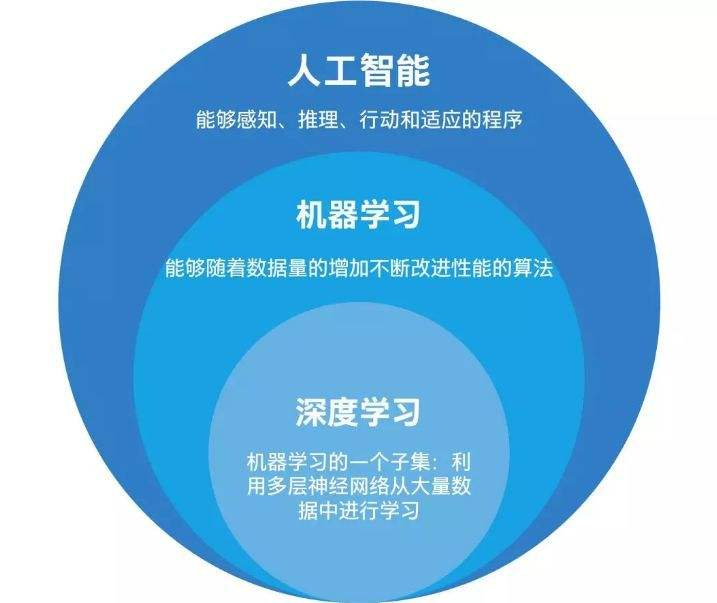 人工智能
能够感知、推理、行动和适应的程序
机器学习
能够随着数据量的增加不断改进性能的算法
深度学习
机器学习的一个子集：利
用多层神经网络从大量数
据中进行学习